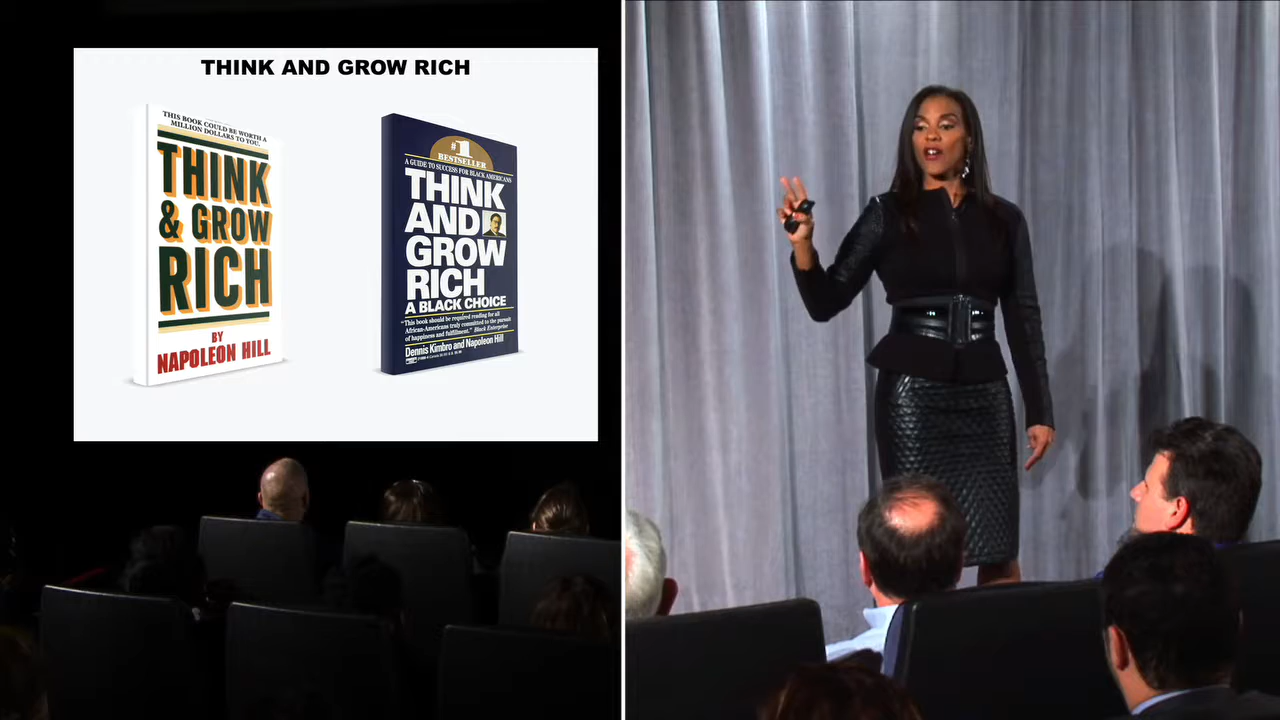 THINK AND GROW RICH
THIS BOOK COULD BE WORTH A
MILLION DOLLARS TO YOU.
THINK
& GROW
RICH
BY
NAPOLEON HILL
#1
BESTSELLER
A GUIDE TO SUCCESS FOR BLACK AMERICANS
THINK
AND
GROW
RICH
A BLACK CHOICE
"This book should be required reading for all
African-Americans truly committed to the pursuit
of happiness and fulfillment." Black Enterprise
Dennis Kimbro and Napoleon Hill